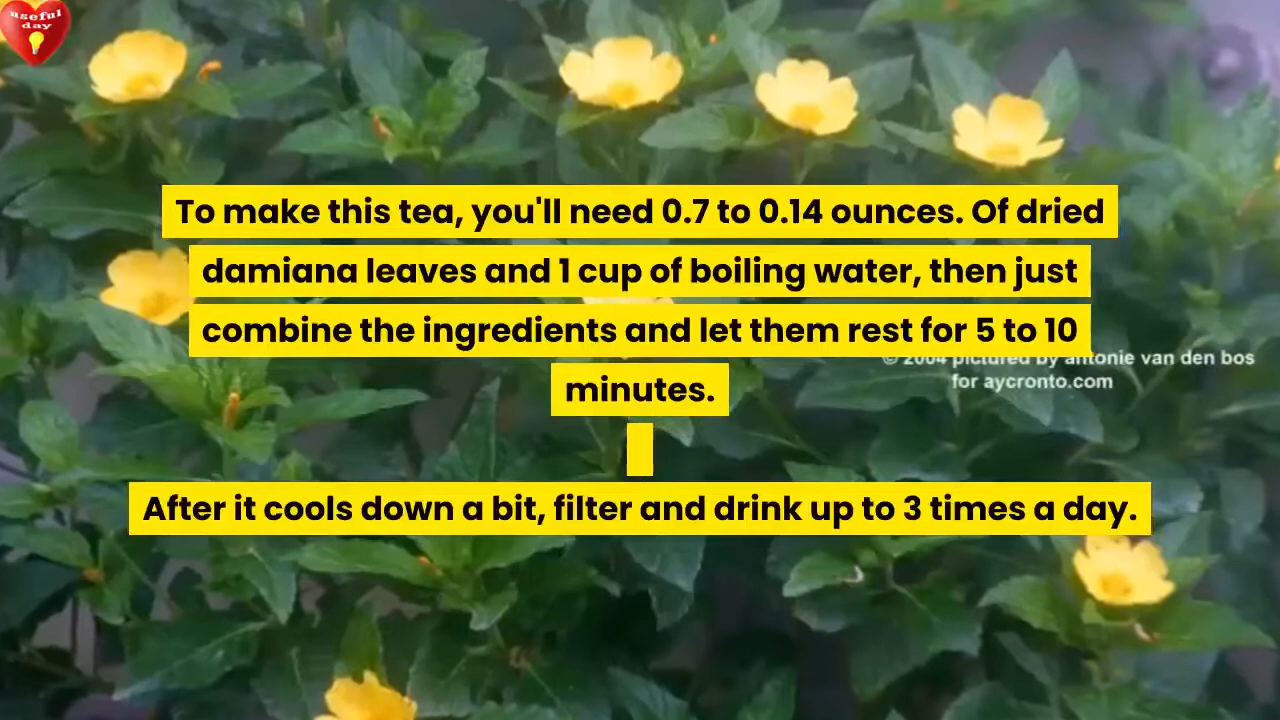 useful
day
To make this tea, you'll need 0.7 to 0.14 ounces. Of dried
damiana leaves and 1 cup of boiling water, then just
combine the ingredients and let them rest for 5 to 10
minutes.
© 2004 pictured by antonie van den bos
for aycronto.com
After it cools down a bit, filter and drink up to 3 times a day.